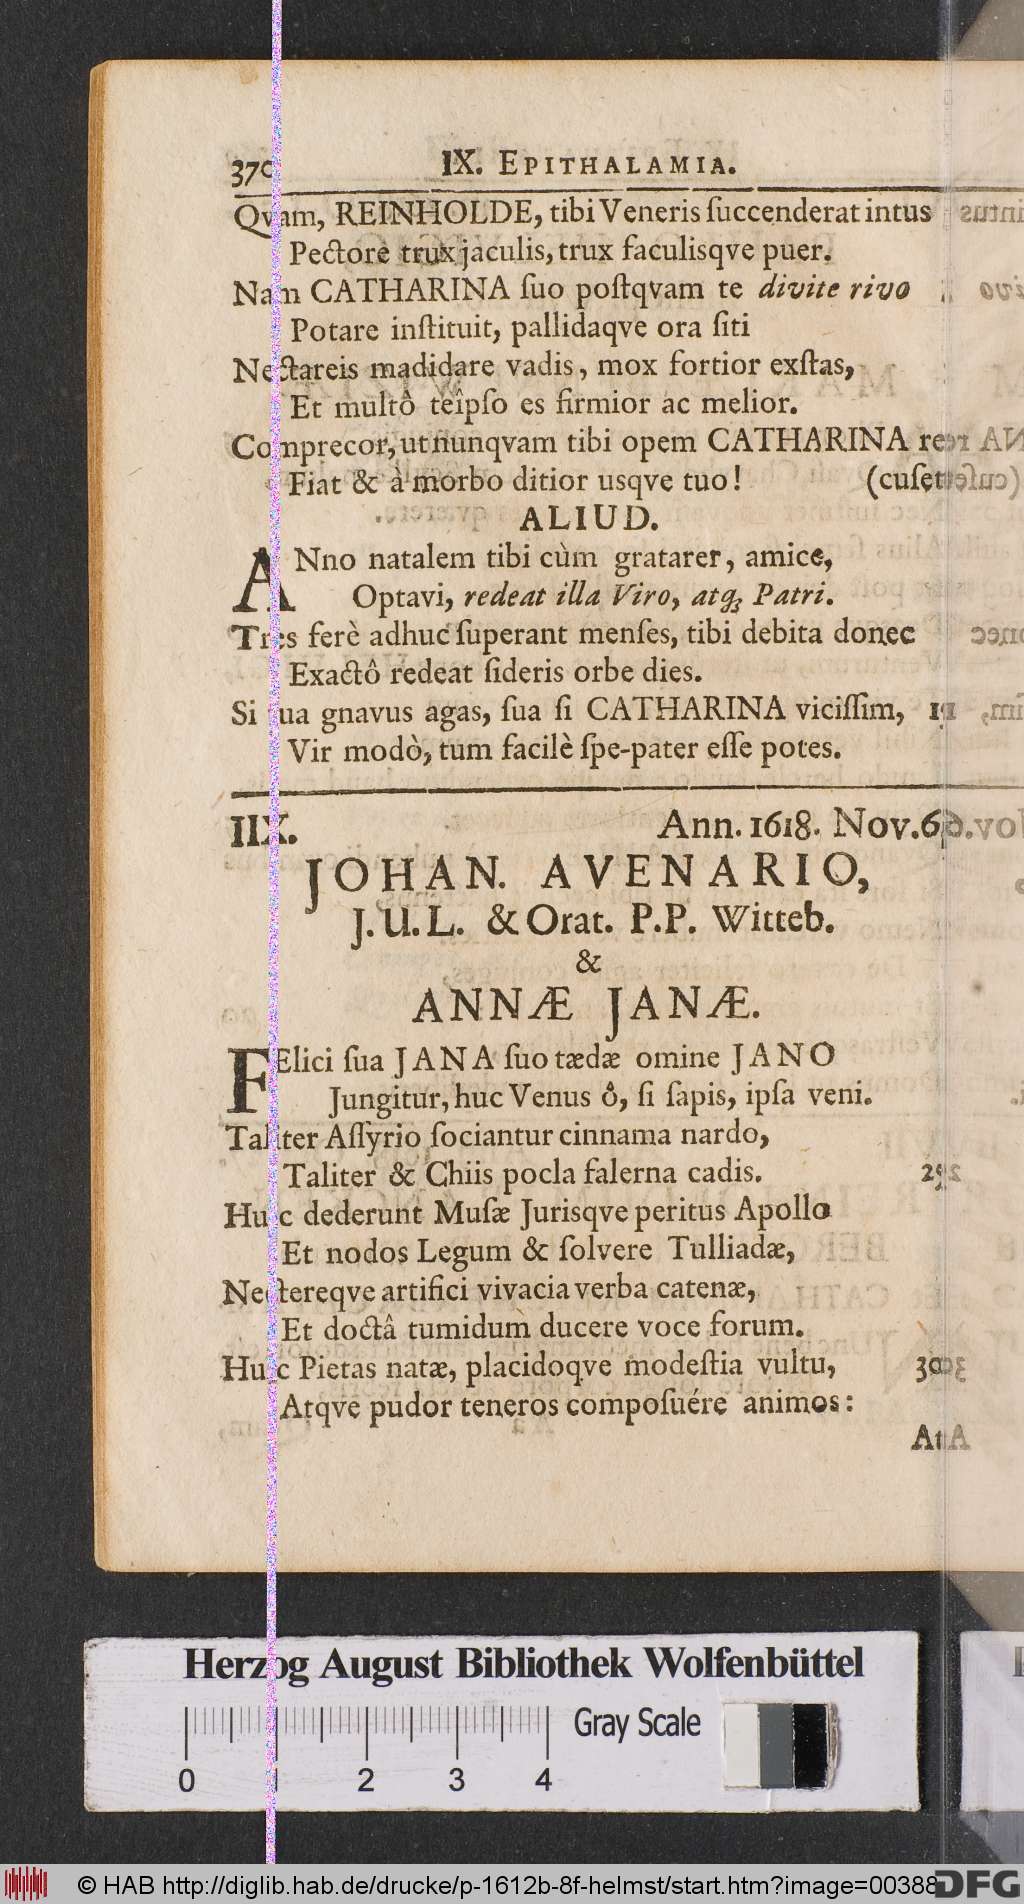 370 IX. EPITHALAMIA.
Qvam, REINHOLDE, tibi Veneris ſuccenderat intus
Pectore trux jaculis, trux faculisqve puer.
Nam CATHARINA ſuo poſtqvam te divite rivo
Potare inſtituit, pallidaqve ora ſiti
Nectareis madidare vadis, mox fortior exſtas,
Et multô teîpſo es firmior ac melior.
Comprecor, ut nunqvam tibi opem CATHARINA re-
Fiat & à morbo ditior usqve tuo! (cuſet
ALIUD.
ANno natalem tibi cùm gratarer, amice,
Optavi, redeat illa Viro, atq; Patri.
Tres ferè adhuc ſuperant menſes, tibi debita donec
Exactô redeat ſideris orbe dies.
Si tua gnavus agas, ſua ſi CATHARINA viciſſim,
Vir modò, tum facilè ſpe-pater eſſe potes.
IIX. Ann. 1618. Nov. 6.
JOHAN. AVENARIO,
J.U.L. & Orat. P.P. Witteb.
&
ANNÆ JANÆ.
FElici ſua JANA ſuo tædæ omine JANO
Jungitur, huc Venus ô, ſi ſapis, ipſa veni.
Taliter Aſſyrio ſociantur cinnama nardo,
Taliter & Chiis pocla falerna cadis.
Huic dederunt Muſæ Jurisqve peritus Apollo
Et nodos Legum & ſolvere Tulliadæ,
Nectereqve artifici vivacia verba catenæ,
Et doctâ tumidum ducere voce forum.
Huic Pietas natæ, placidoqve modeſtia vultu,
Atqve pudor teneros compoſuére animos:
At
Herzog August Bibliothek Wolfenbüttel
Gray Scale
0 2 3 4
© HAB http://diglib.hab.de/drucke/p-1612b-8f-helmst/start.htm?image=00388
DFG